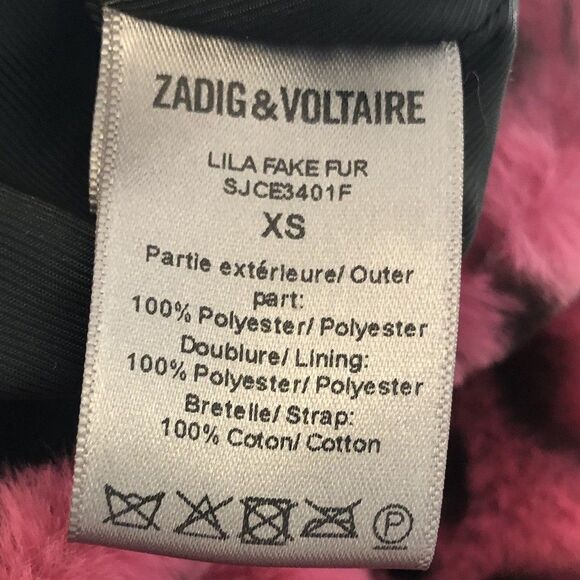 ZADIG&VOLTAIRE
LILA FAKE FUR
SJCE3401F
XS
Partie extérieure/ Outer
part:
100% Polyester/ Polyester
Doublure/ Lining:
100% Polyester/ Polyester
Bretelle/ Strap:
100% Coton/ Cotton
P